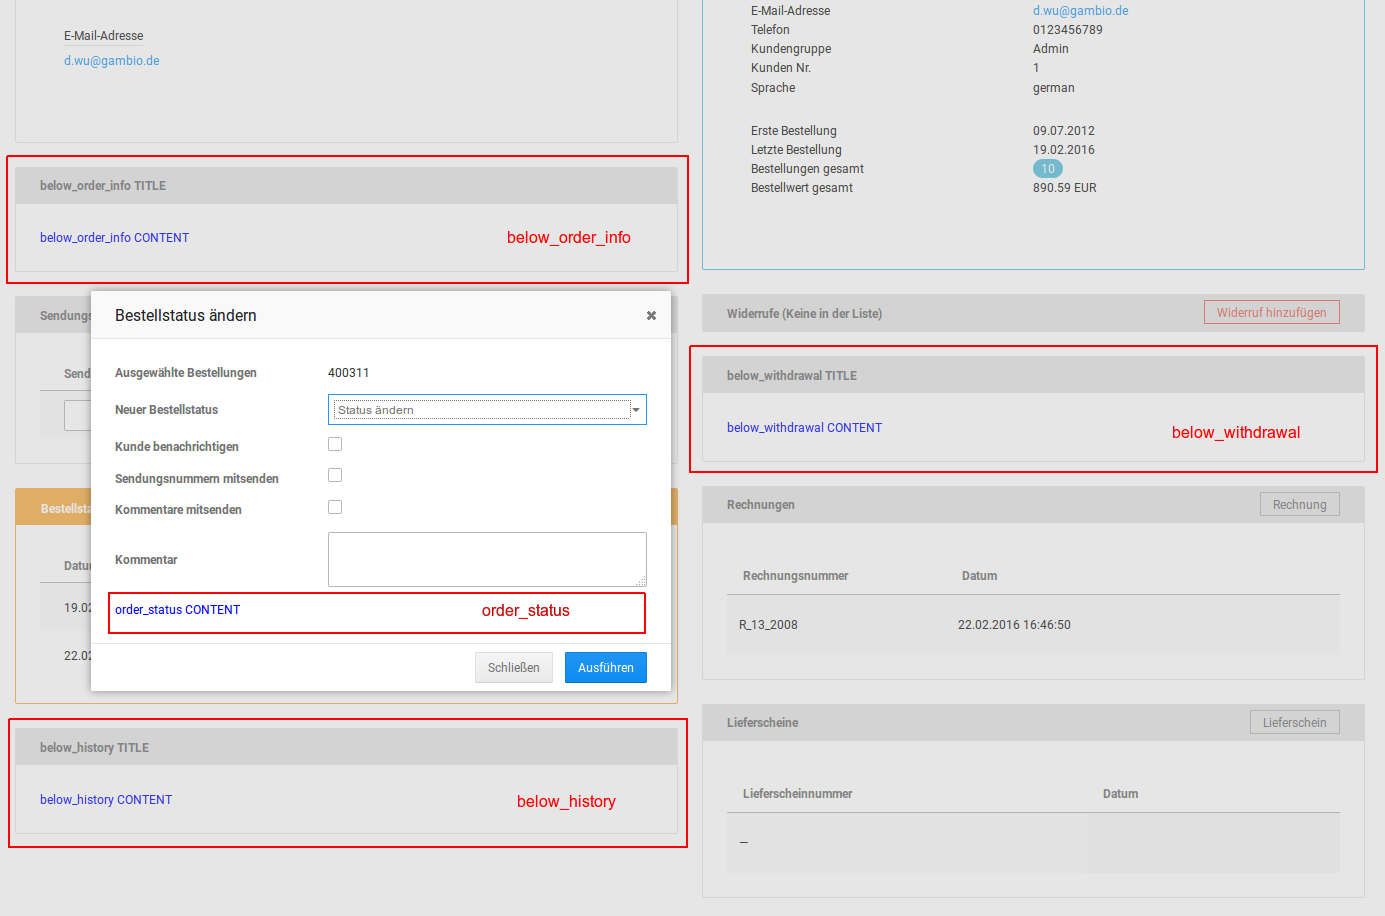 E-Mail-Adresse
d.wu@gambio.de
E-Mail-Adresse d.wu@gambio.de
Telefon 0123456789
Kundengruppe Admin
Kunden Nr. 1
Sprache german
Erste Bestellung 09.07.2012
Letzte Bestellung 19.02.2016
Bestellungen gesamt 10
Bestellwert gesamt 890.59 EUR
below_order_info TITLE
below_order_info CONTENT below_order_info
Sendungs
Send
Bestellsta
Datu
19.02
22.02
Bestellstatus ändern
Ausgewählte Bestellungen 400311
Neuer Bestellstatus Status ändern
Kunde benachrichtigen
Sendungsnummern mitsenden
Kommentare mitsenden
Kommentar
order_status CONTENT order_status
Schließen Ausführen
below_history TITLE
below_history CONTENT below_history
Widerrufe (Keine in der Liste) Widerruf hinzufügen
below_withdrawal TITLE
below_withdrawal CONTENT below_withdrawal
Rechnungen Rechnung
Rechnungsnummer Datum
R_13_2008 22.02.2016 16:46:50
Lieferscheine Lieferschein
Lieferscheinnummer Datum
—